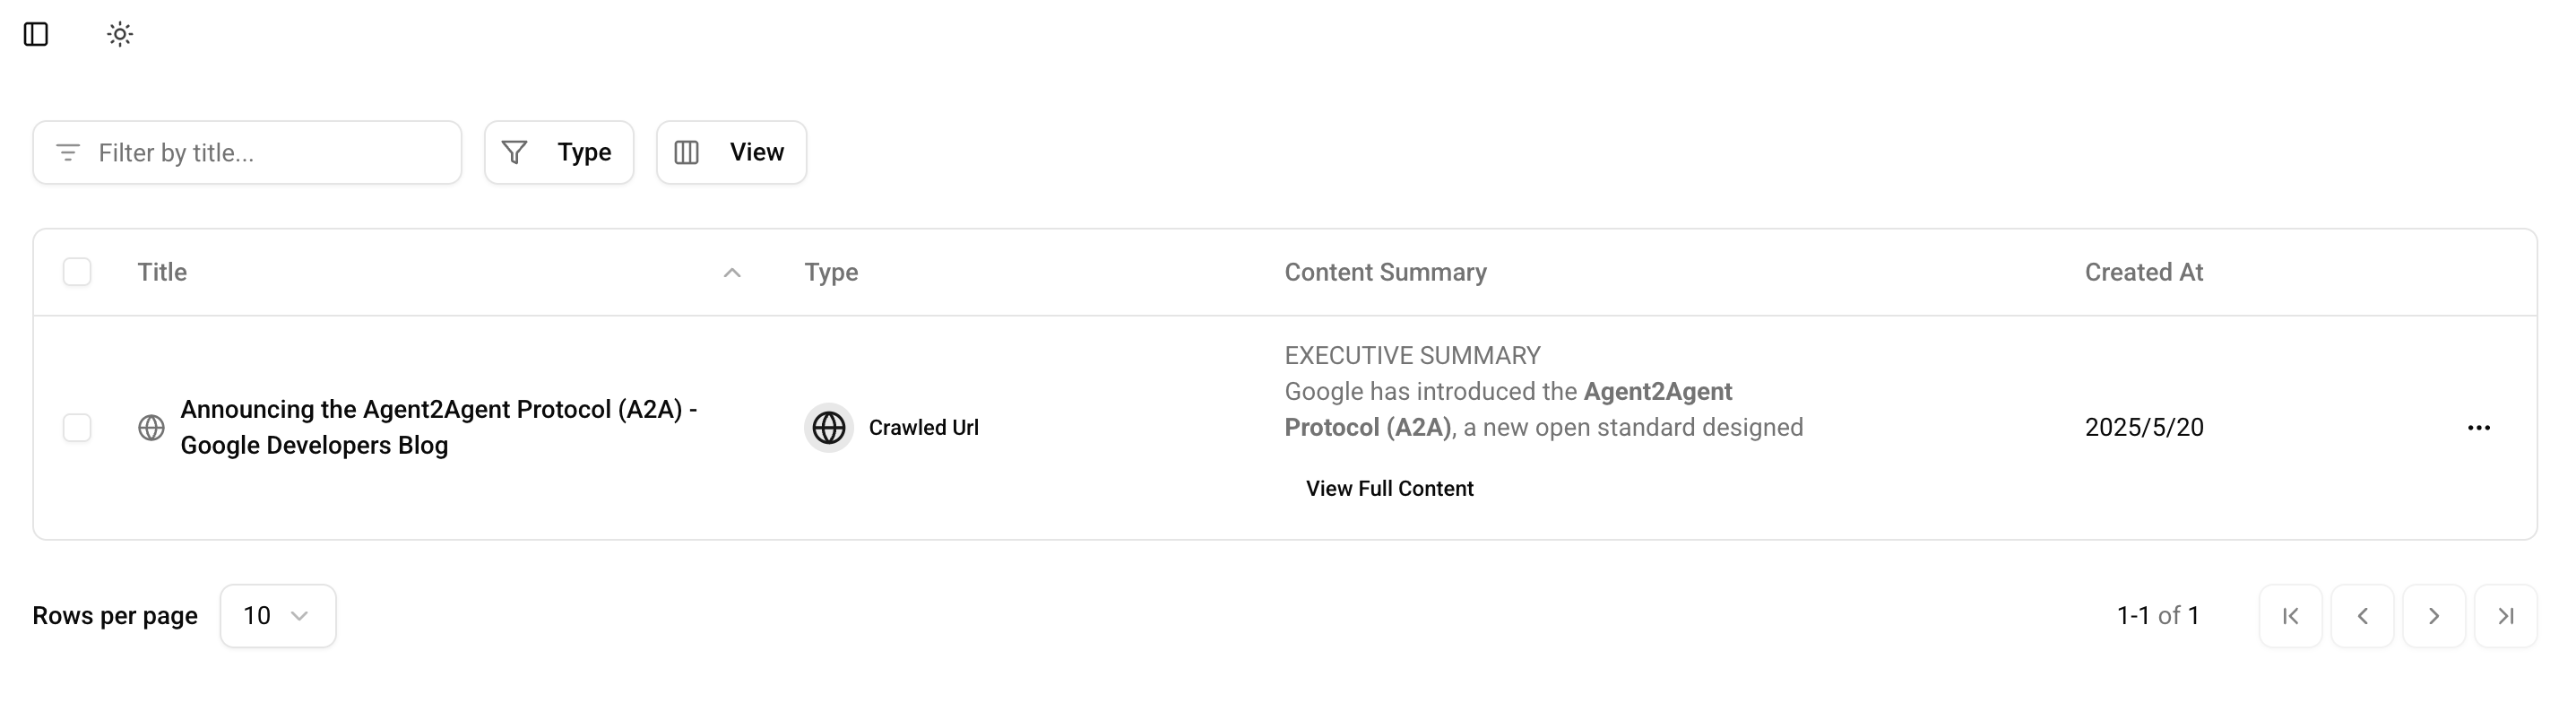 Filter by title...
Type
View
Title
Type
Content Summary
Created At
Announcing the Agent2Agent Protocol (A2A) -
Google Developers Blog
Crawled Url
EXECUTIVE SUMMARY
Google has introduced the Agent2Agent
Protocol (A2A), a new open standard designed
View Full Content
2025/5/20
Rows per page
10
1-1 of 1